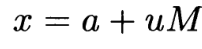 x = a + uM